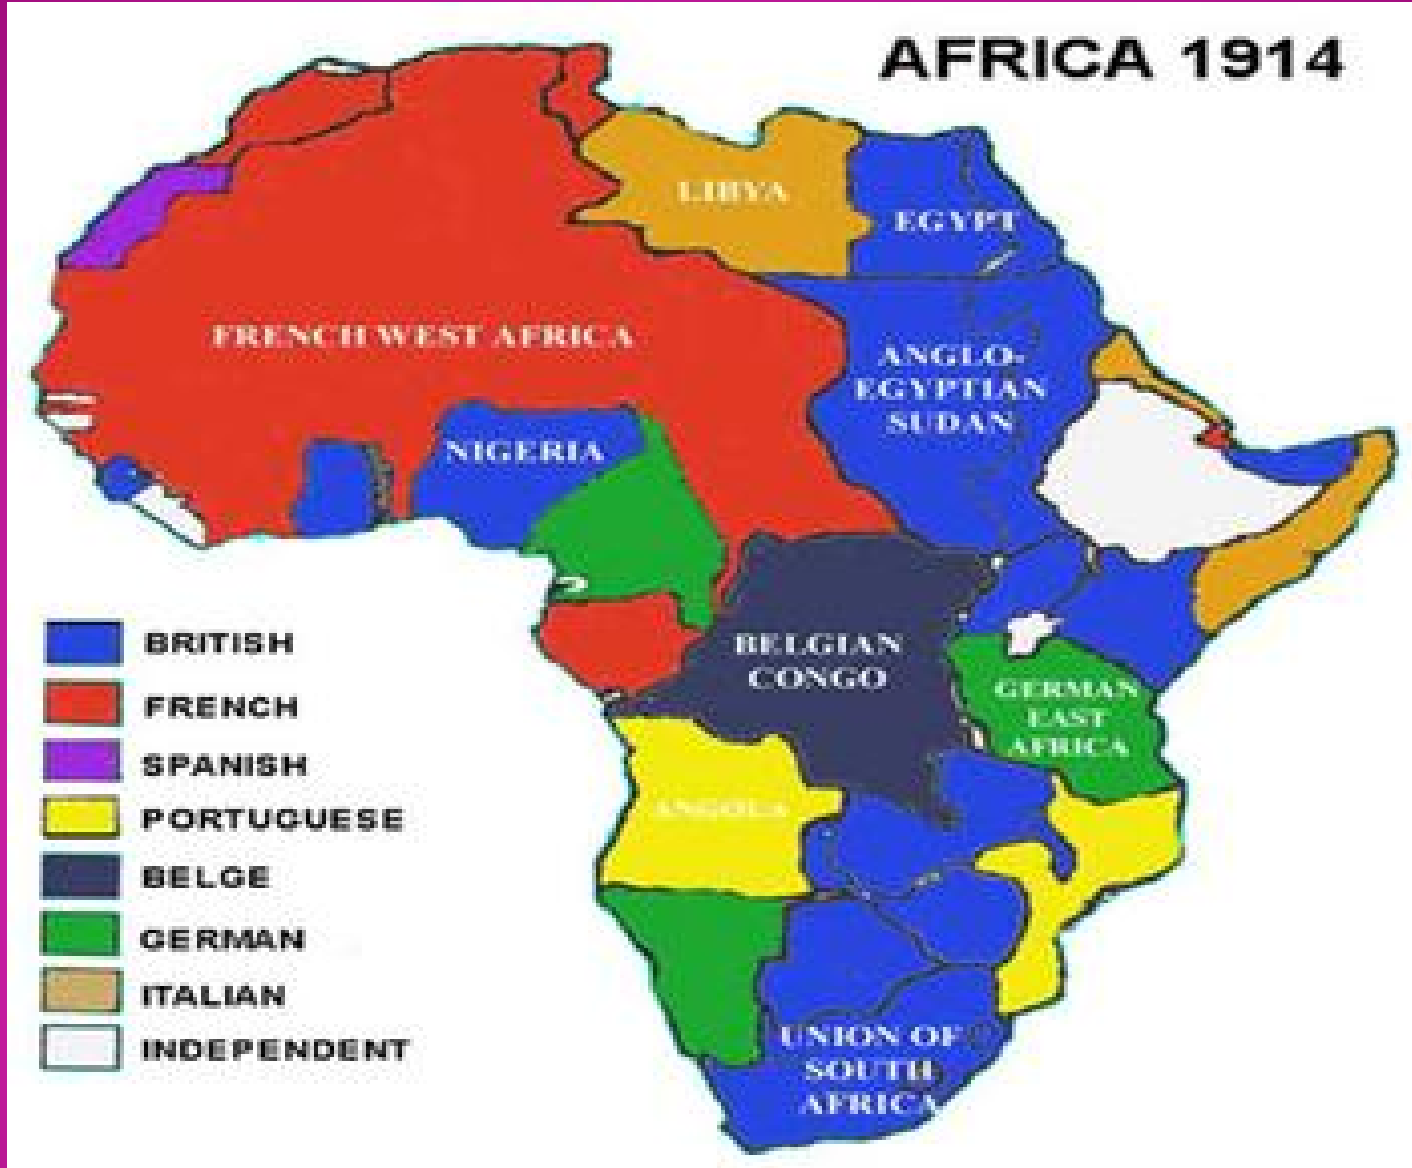 AFRICA 1914
LIBYA
EGYPT
FRENCH WEST AFRICA
ANGLO-
EGYPTIAN
SUDAN
NIGERIA
BELGIAN
CONGO
GERMAN
EAST
AFRICA
ANGOLA
UNION OF
SOUTH
AFRICA
BRITISH
FRENCH
SPANISH
PORTUGUESE
BELGE
GERMAN
ITALIAN
INDEPENDENT